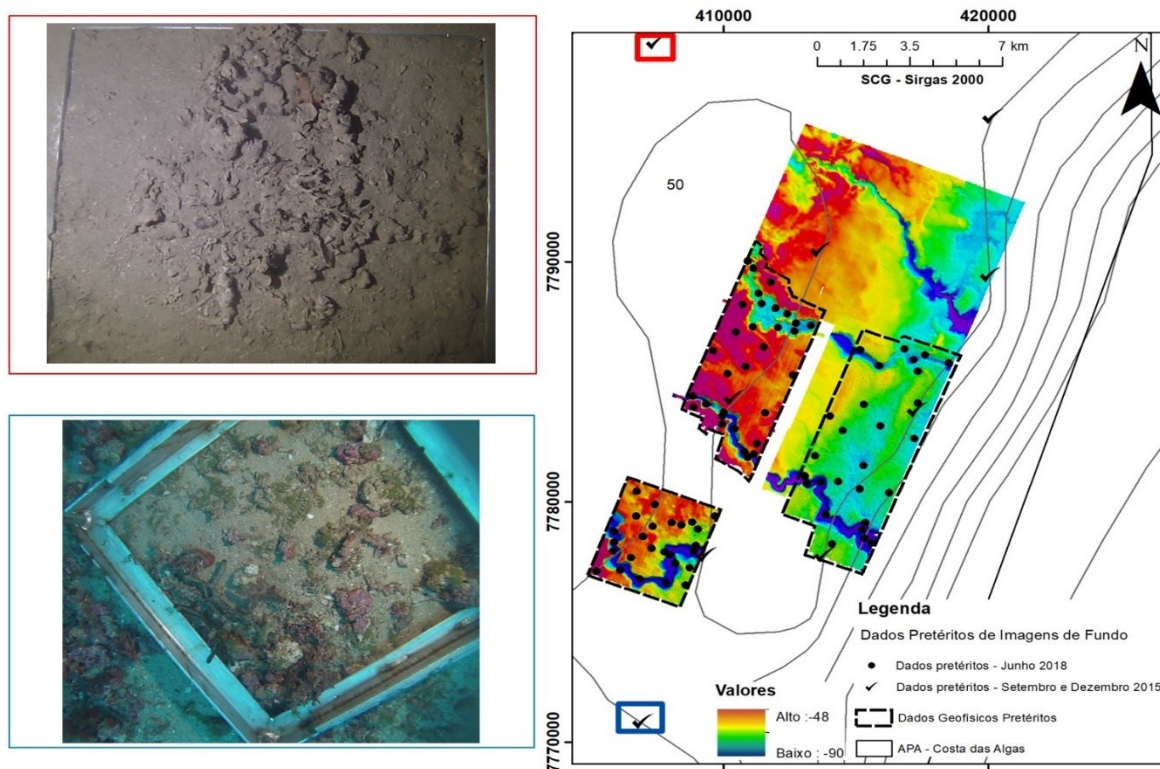 410000 420000
N
0 1.75 3.5 7 km
SCG - Sirgas 2000
50
7790000
7780000
7770000
Legenda
Dados Pretéritos de Imagens de Fundo
Dados pretéritos - Junho 2018
Dados pretéritos - Setembro e Dezembro 2015
Dados Geofísicos Pretéritos
APA - Costa das Algas
Valores
Alto :-48
Baixo : -90